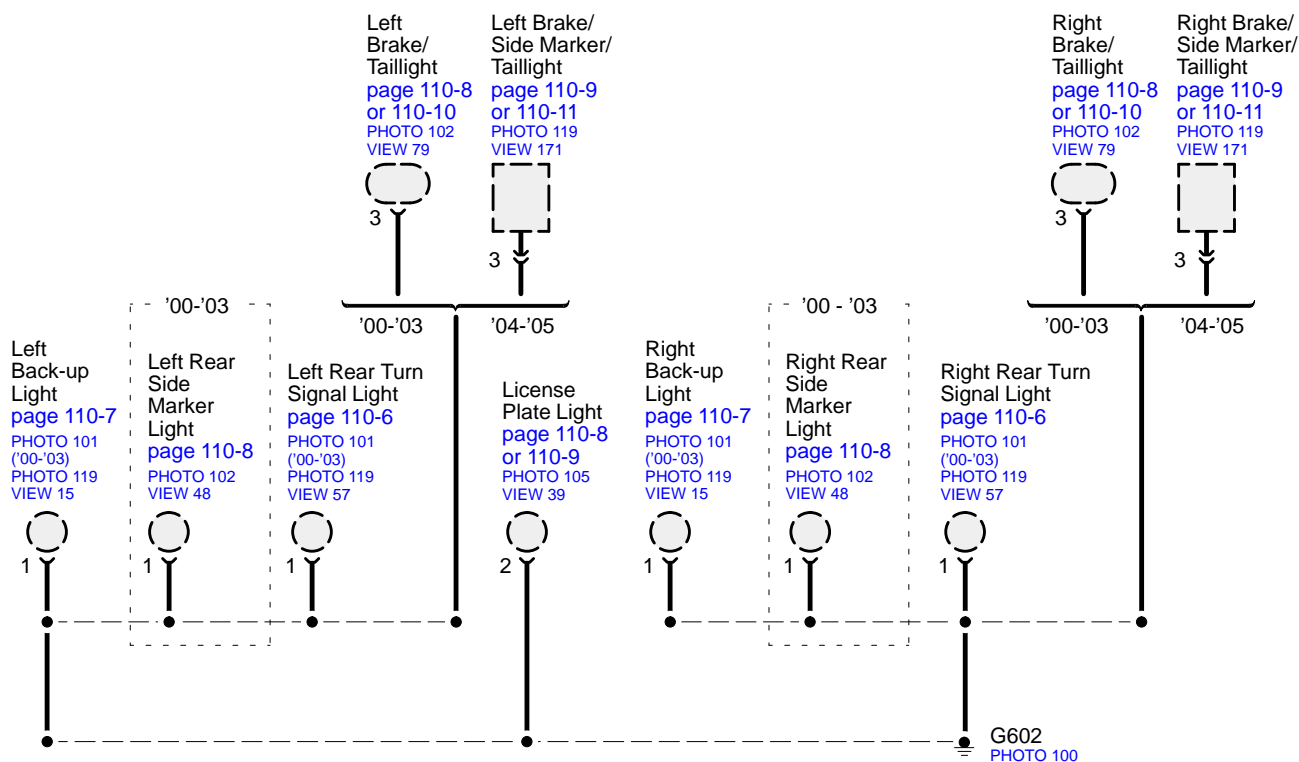 Left
Brake/
Taillight
page 110-8
or 110-10
PHOTO 102
VIEW 79
3
Left Brake/
Side Marker/
Taillight
page 110-9
or 110-11
PHOTO 119
VIEW 171
3
Right
Brake/
Taillight
page 110-8
or 110-10
PHOTO 102
VIEW 79
3
Right Brake/
Side Marker/
Taillight
page 110-9
or 110-11
PHOTO 119
VIEW 171
3
'00-'03
'00-'03
'04-'05
'00 - '03
'00-'03
'04-'05
Left
Back-up
Light
page 110-7
PHOTO 101
('00-'03)
PHOTO 119
VIEW 15
1
Left Rear
Side
Marker
Light
page 110-8
PHOTO 102
VIEW 48
1
Left Rear Turn
Signal Light
page 110-6
PHOTO 101
('00-'03)
PHOTO 119
VIEW 57
1
License
Plate Light
page 110-8
or 110-9
PHOTO 105
VIEW 39
2
Right
Back-up
Light
page 110-7
PHOTO 101
('00-'03)
PHOTO 119
VIEW 15
1
Right Rear
Side
Marker
Light
page 110-8
PHOTO 102
VIEW 48
1
Right Rear Turn
Signal Light
page 110-6
PHOTO 101
('00-'03)
PHOTO 119
VIEW 57
1
G602
PHOTO 100